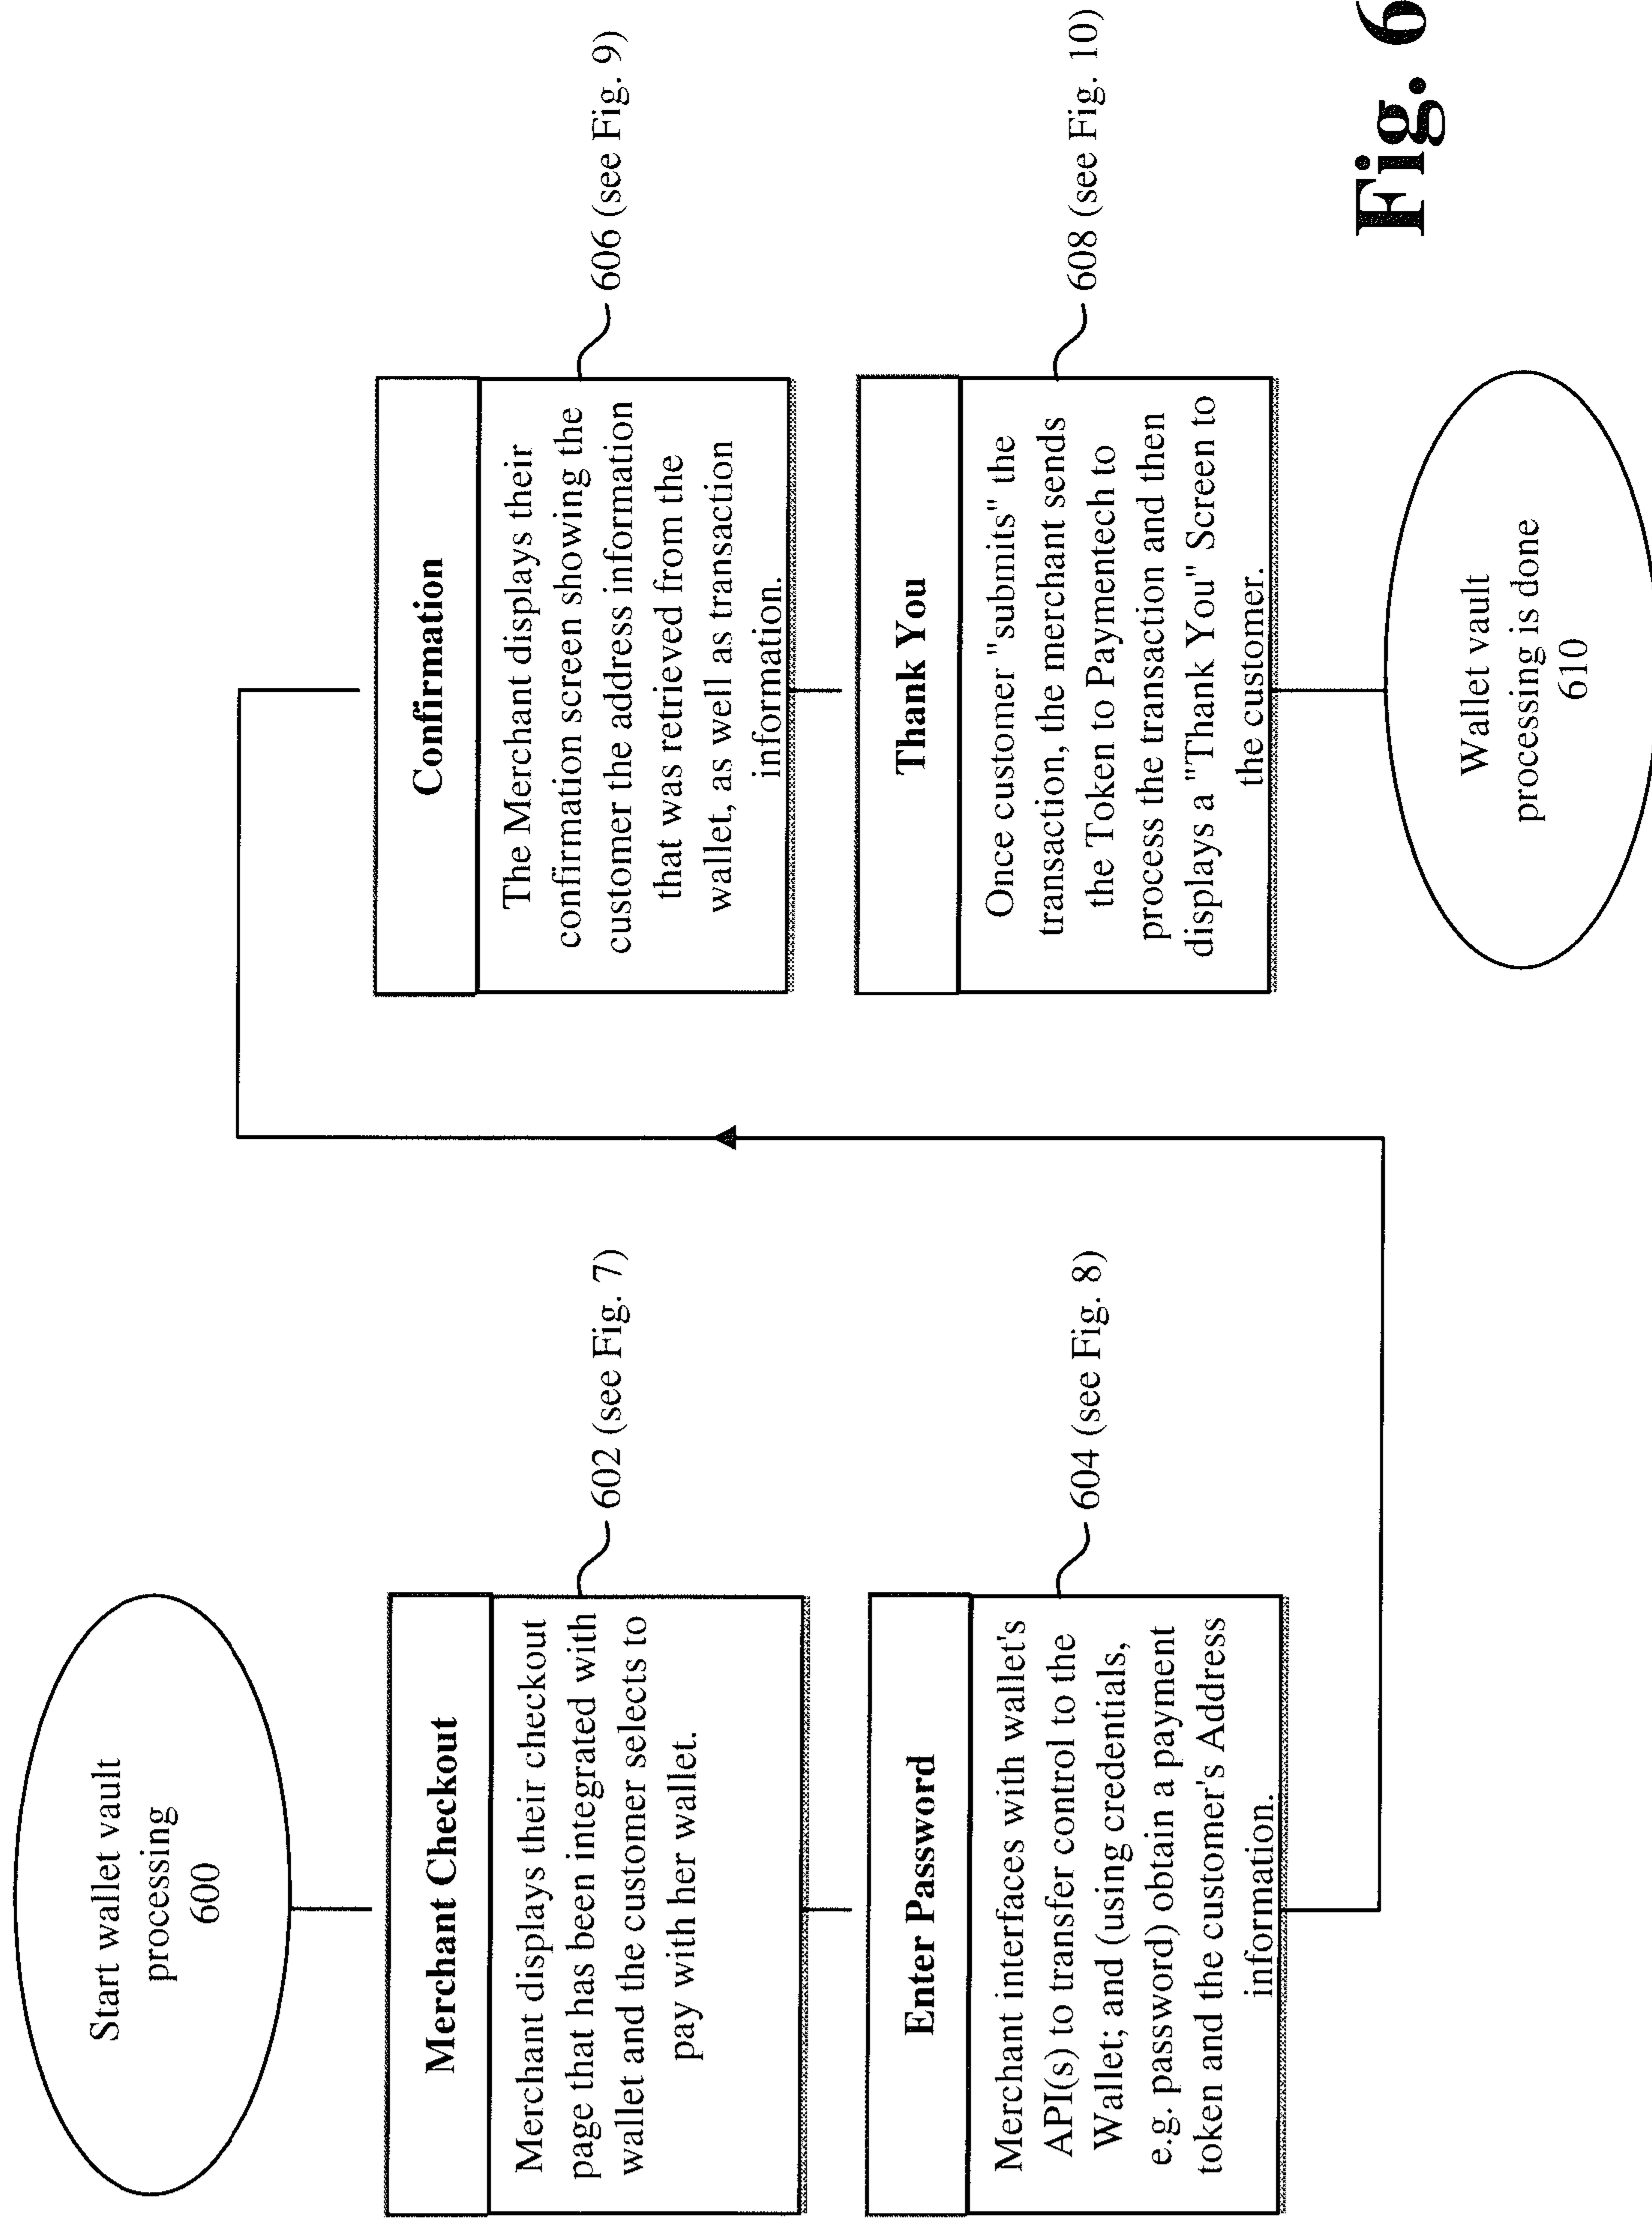 Start wallet vault
processing
600
Merchant Checkout
Merchant displays their checkout
page that has been integrated with
wallet and the customer selects to
pay with her wallet.
602 (see Fig. 7)
Enter Password
Merchant interfaces with wallet's
API(s) to transfer control to the
Wallet; and (using credentials,
e.g. password) obtain a payment
token and the customer's Address
information.
604 (see Fig. 8)
Confirmation
The Merchant displays their
confirmation screen showing the
customer the address information
that was retrieved from the
wallet, as well as transaction
information.
606 (see Fig. 9)
Thank You
Once customer "submits" the
transaction, the merchant sends
the Token to Paymentech to
process the transaction and then
displays a "Thank You" Screen to
the customer.
608 (see Fig. 10)
Wallet vault
processing is done
610
Fig. 6